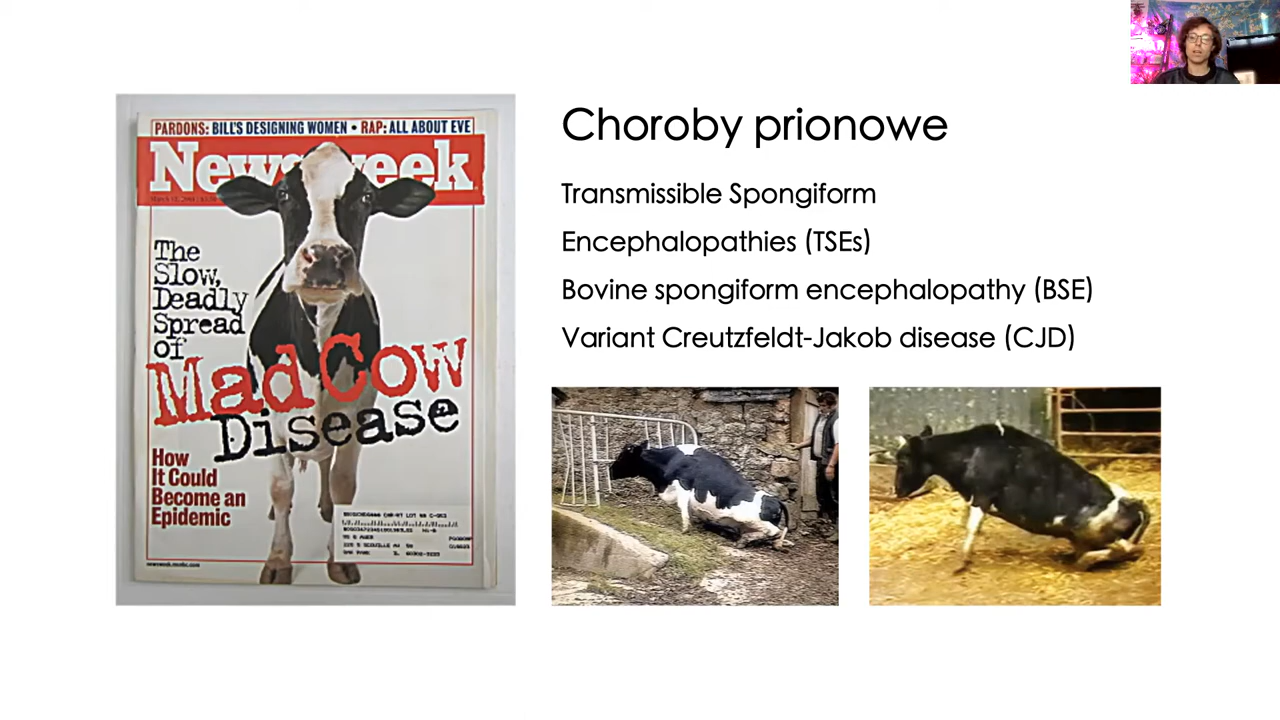 PARDONS: BILL'S DESIGNING WOMEN • RAP: ALL ABOUT EVE
Newsweek
The
Slow,
Deadly
Spread
of
Mad Cow
Disease
How
It Could
Become an
Epidemic
Choroby prionowe
Transmissible Spongiform
Encephalopathies (TSEs)
Bovine spongiform encephalopathy (BSE)
Variant Creutzfeldt-Jakob disease (CJD)